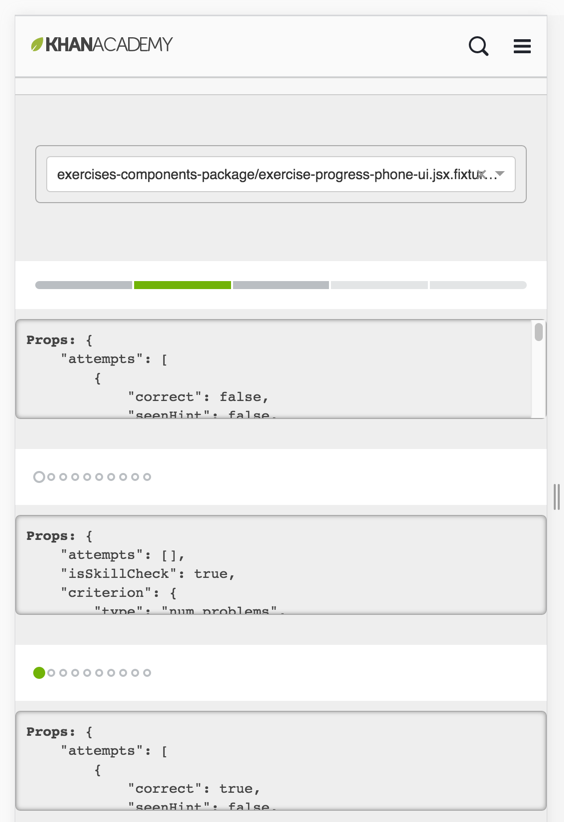 KHANACADEMY
exercises-components-package/exercise-progress-phone-ui.jsx.fixtur...
Props: {
    "attempts": [
        {
            "correct": false,
            "seenHint": false,
Props: {
    "attempts": [],
    "isSkillCheck": true,
    "criterion": {
        "type": "num_problems",
Props: {
    "attempts": [
        {
            "correct": true,
            "seenHint": false,